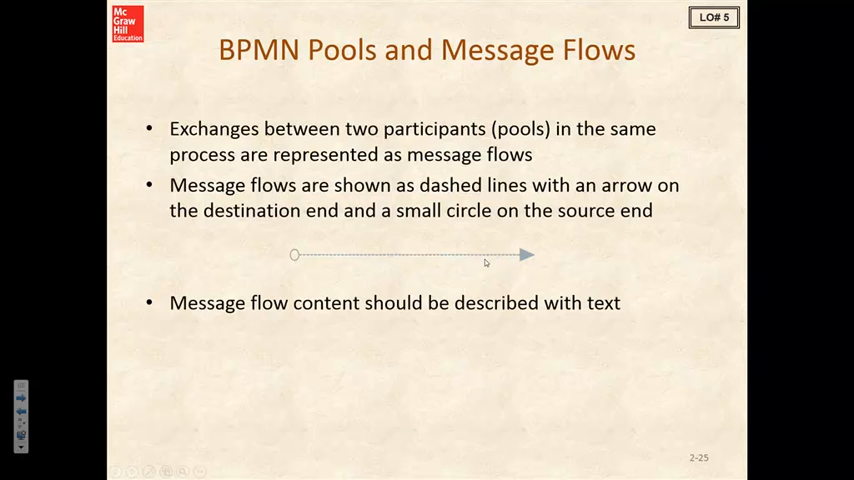 Mc
Graw
Hill
Education
LO# 5
BPMN Pools and Message Flows
• Exchanges between two participants (pools) in the same
process are represented as message flows
• Message flows are shown as dashed lines with an arrow on
the destination end and a small circle on the source end
• Message flow content should be described with text
2-25